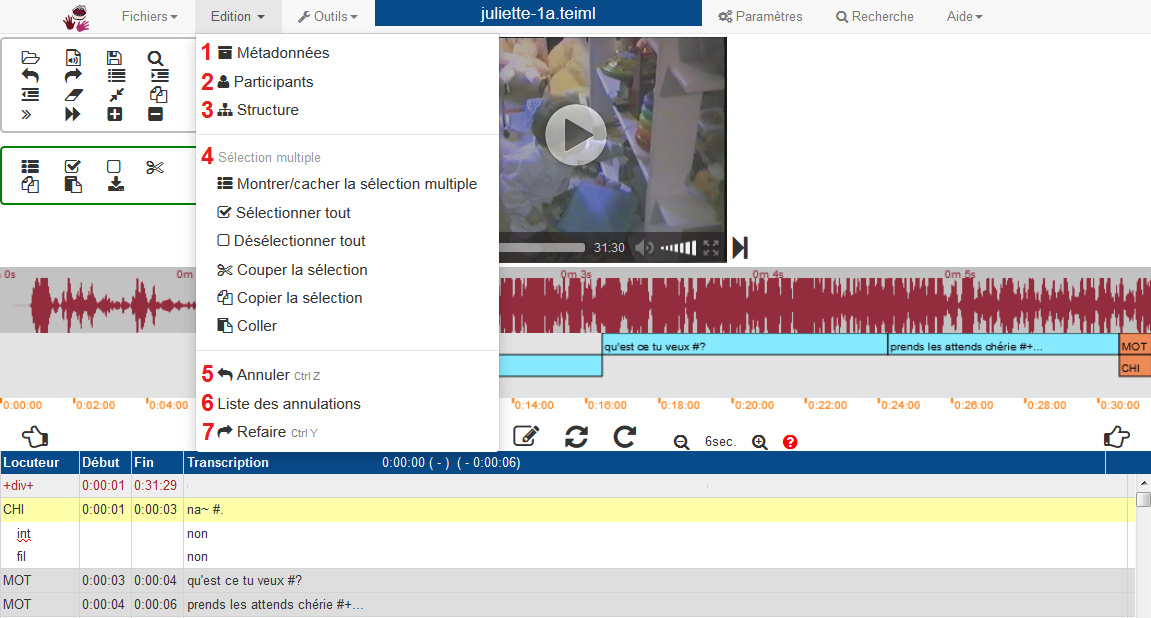 Fichiers Edition Outils juliette-1a.teiml Paramètres Recherche Aide
1 Métadonnées
2 Participants
3 Structure
4 Sélection multiple
Montrer/cacher la sélection multiple
Sélectionner tout
Désélectionner tout
Couper la sélection
Copier la sélection
Coller
5 Annuler Ctrl Z
6 Liste des annulations
7 Refaire Ctrl Y
31:30
0s 0m 0m 3s 0m 4s 0m 5s
qu'est ce tu veux #? prends les attends chérie #+... MOT
CHI
0:00:00 0:02:00 0:04:00 0:14:00 0:16:00 0:18:00 0:20:00 0:22:00 0:24:00 0:26:00 0:28:00 0:30:00
6sec. ?
Locuteur Début Fin Transcription 0:00:00 ( - ) ( - 0:00:06)
+div+ 0:00:01 0:31:29
CHI 0:00:01 0:00:03 na~ #.
int non
fil non
MOT 0:00:03 0:00:04 qu'est ce tu veux #?
MOT 0:00:04 0:00:06 prends les attends chérie #+...